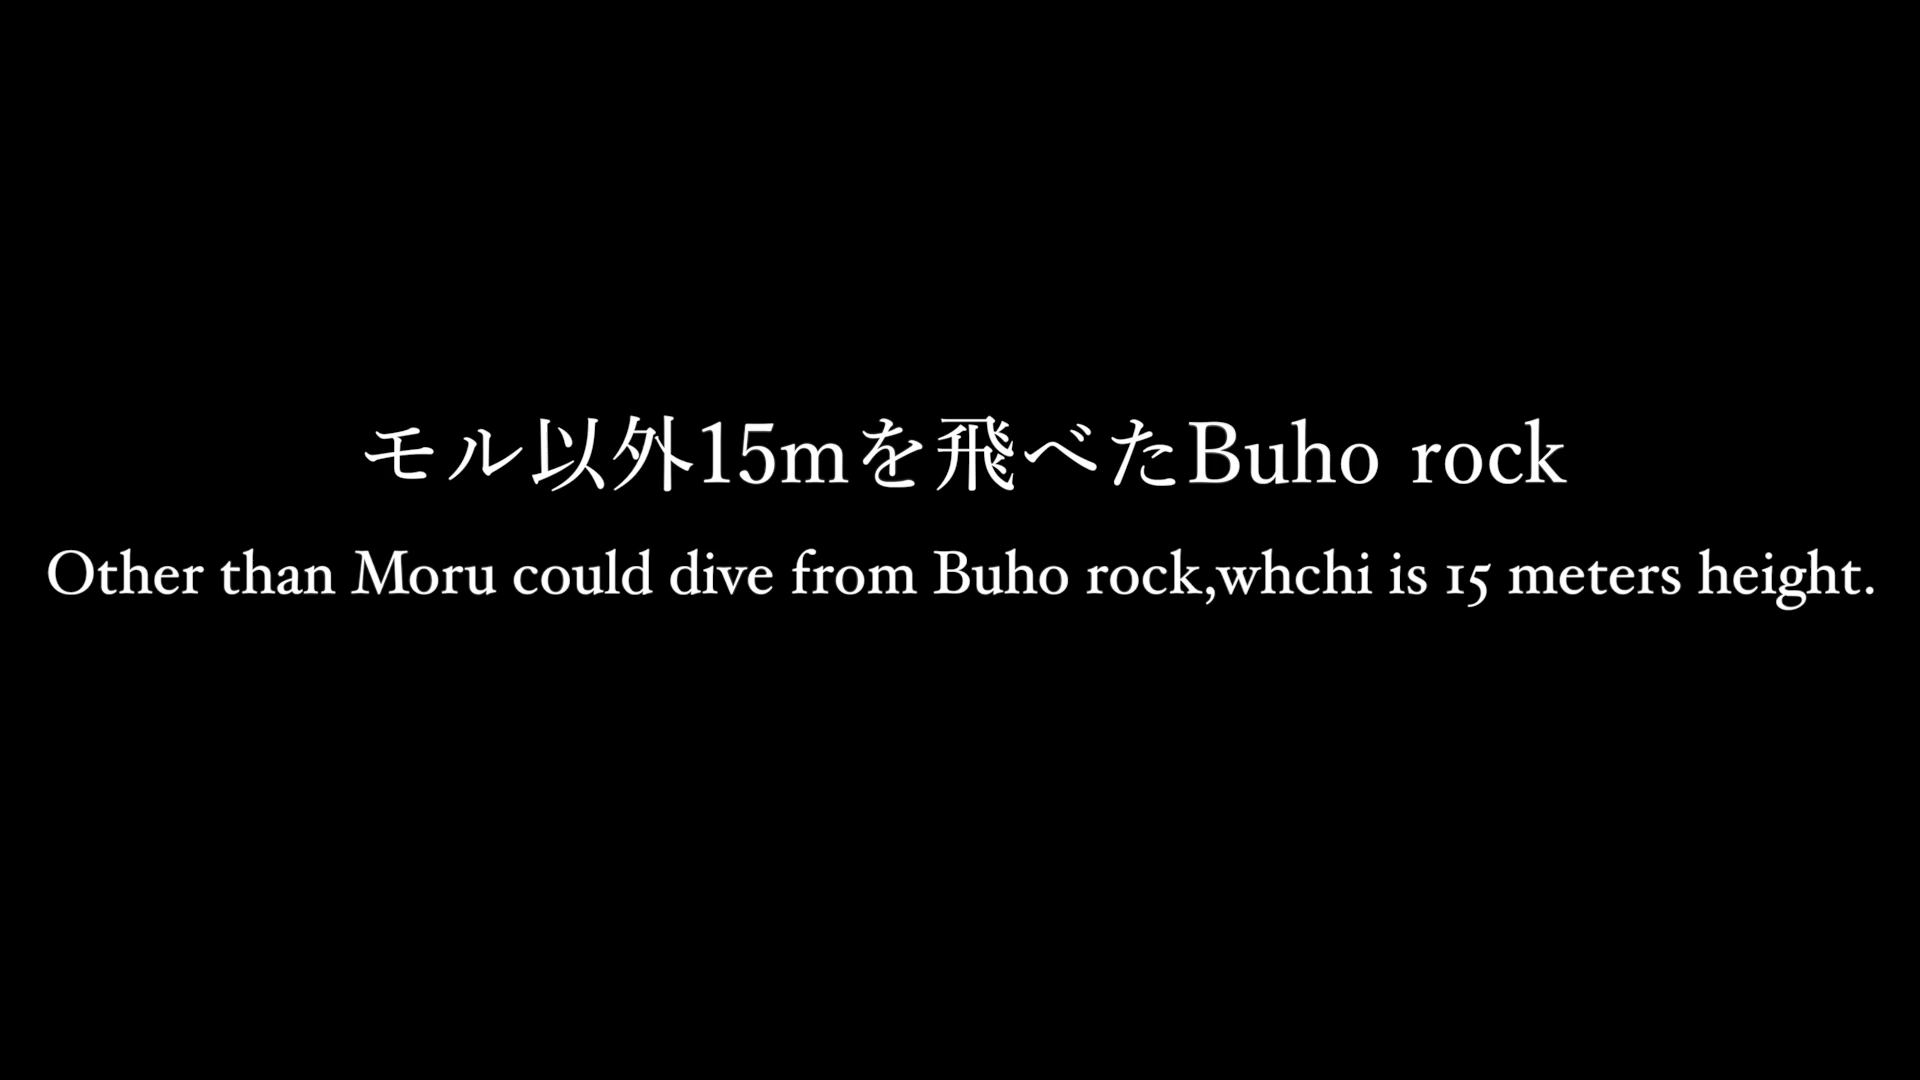 モル以外15mを飛べたBuho rock
Other than Moru could dive from Buho rock,whchi is 15 meters height.